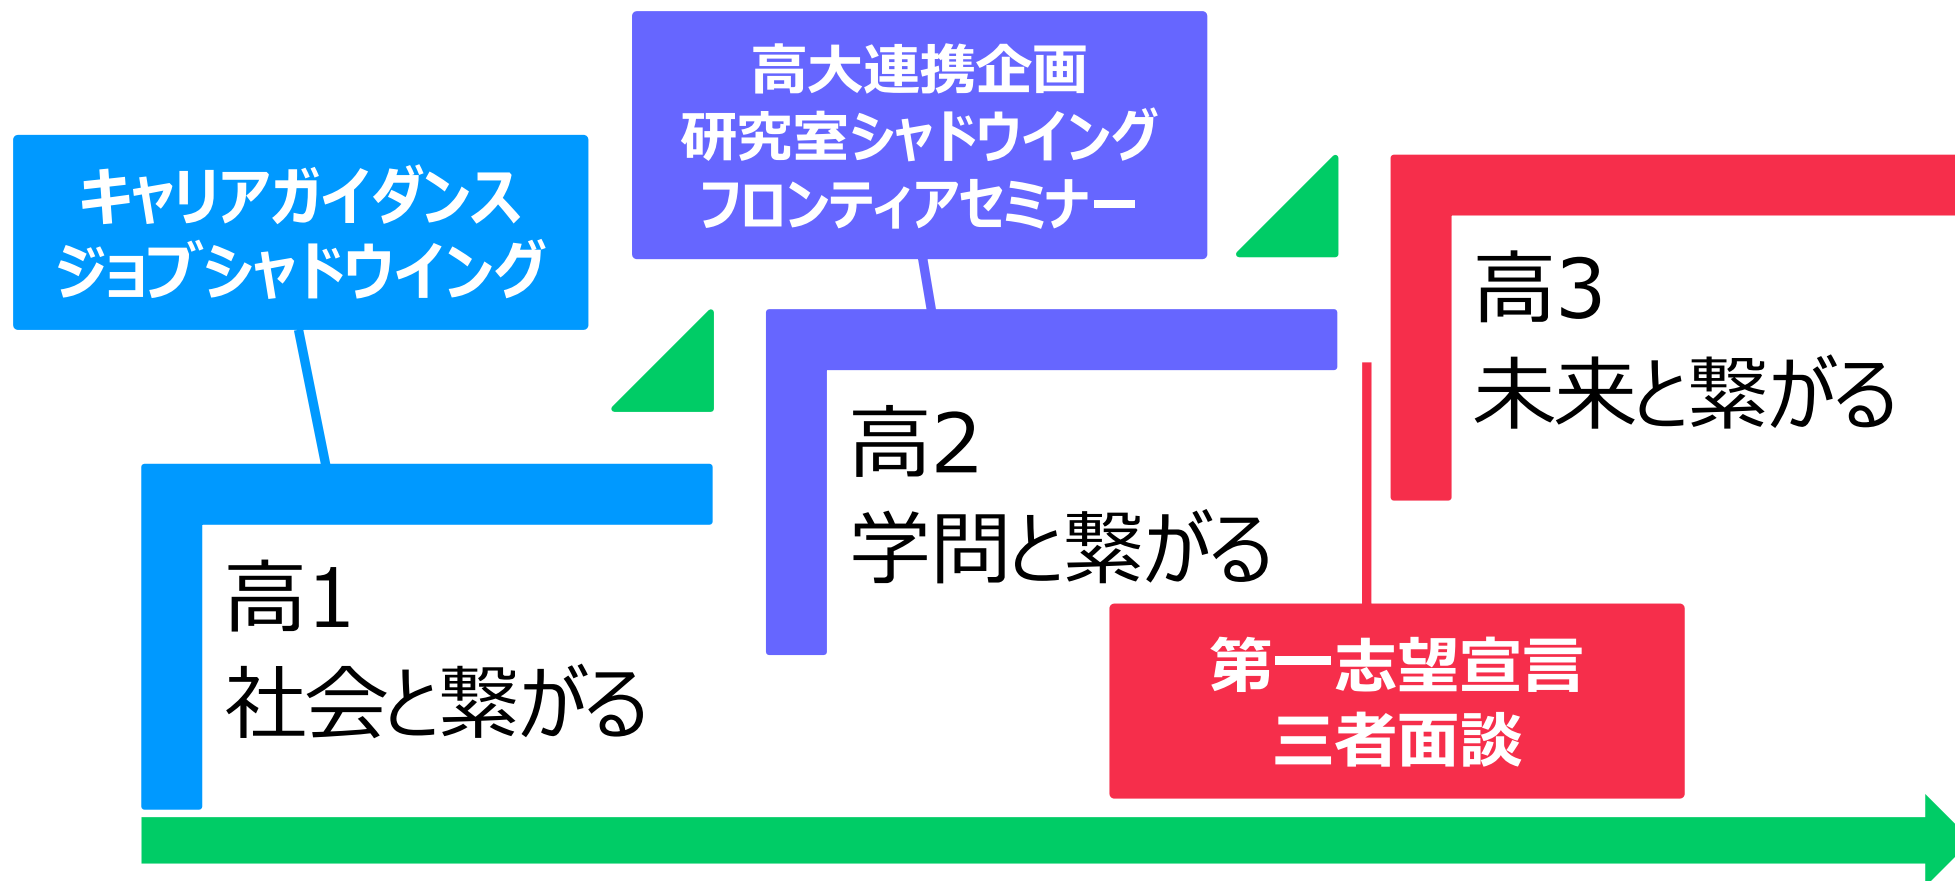 キャリアガイダンス
ジョブシャドウイング
高1
社会と繋がる
高大連携企画
研究室シャドウイング
フロンティアセミナー
高2
学問と繋がる
高3
未来と繋がる
第一志望宣言
三者面談